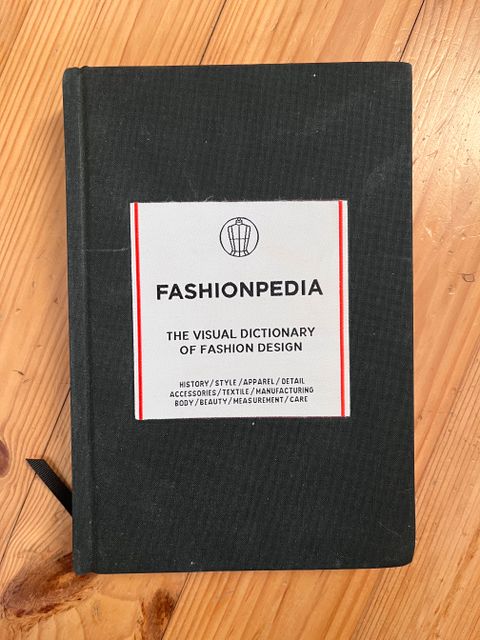 FASHIONPEDIA
THE VISUAL DICTIONARY
OF FASHION DESIGN
HISTORY/STYLE/APPAREL/DETAIL
ACCESSORIES/TEXTILE/MANUFACTURING
BODY/BEAUTY/MEASUREMENT/CARE